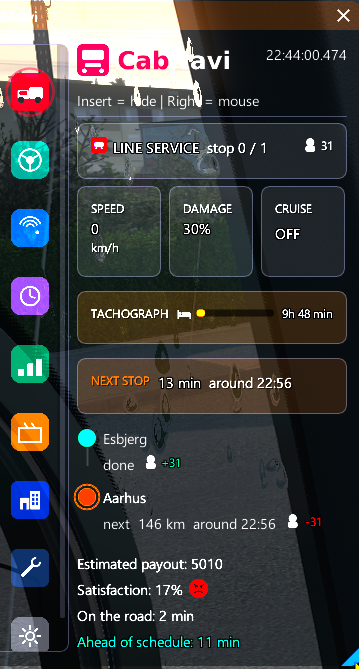 Cab avi
22:44:00.474
Insert = hide | Right = mouse
LINE SERVICE stop 0 / 1
31
SPEED
0
km/h
DAMAGE
30%
CRUISE
OFF
TACHOGRAPH
9h 48 min
NEXT STOP 13 min around 22:56
Esbjerg
done +31
Aarhus
next 146 km around 22:56 -31
Estimated payout: 5010
Satisfaction: 17%
On the road: 2 min
Ahead of schedule: 11 min